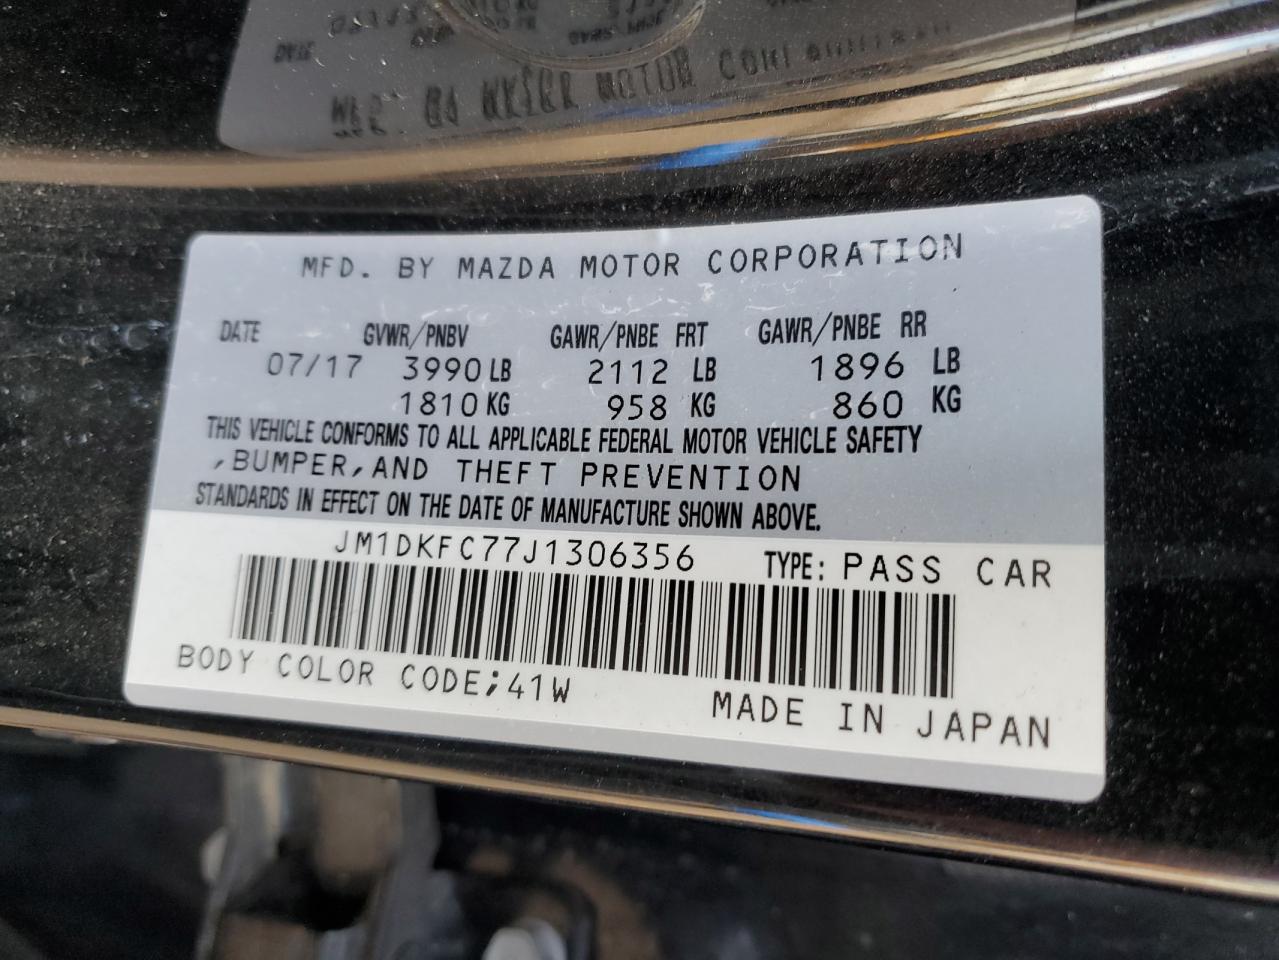 MFD. BY MAZDA MOTOR CORPORATION
DATE GVWR/PNBV GAWR/PNBE FRT GAWR/PNBE RR
07/17 3990 LB 2112 LB 1896 LB
1810 KG 958 KG 860 KG
THIS VEHICLE CONFORMS TO ALL APPLICABLE FEDERAL MOTOR VEHICLE SAFETY
,BUMPER,AND THEFT PREVENTION
STANDARDS IN EFFECT ON THE DATE OF MANUFACTURE SHOWN ABOVE.
JM1DKFC77J1306356 TYPE: PASS CAR
BODY COLOR CODE;41W MADE IN JAPAN